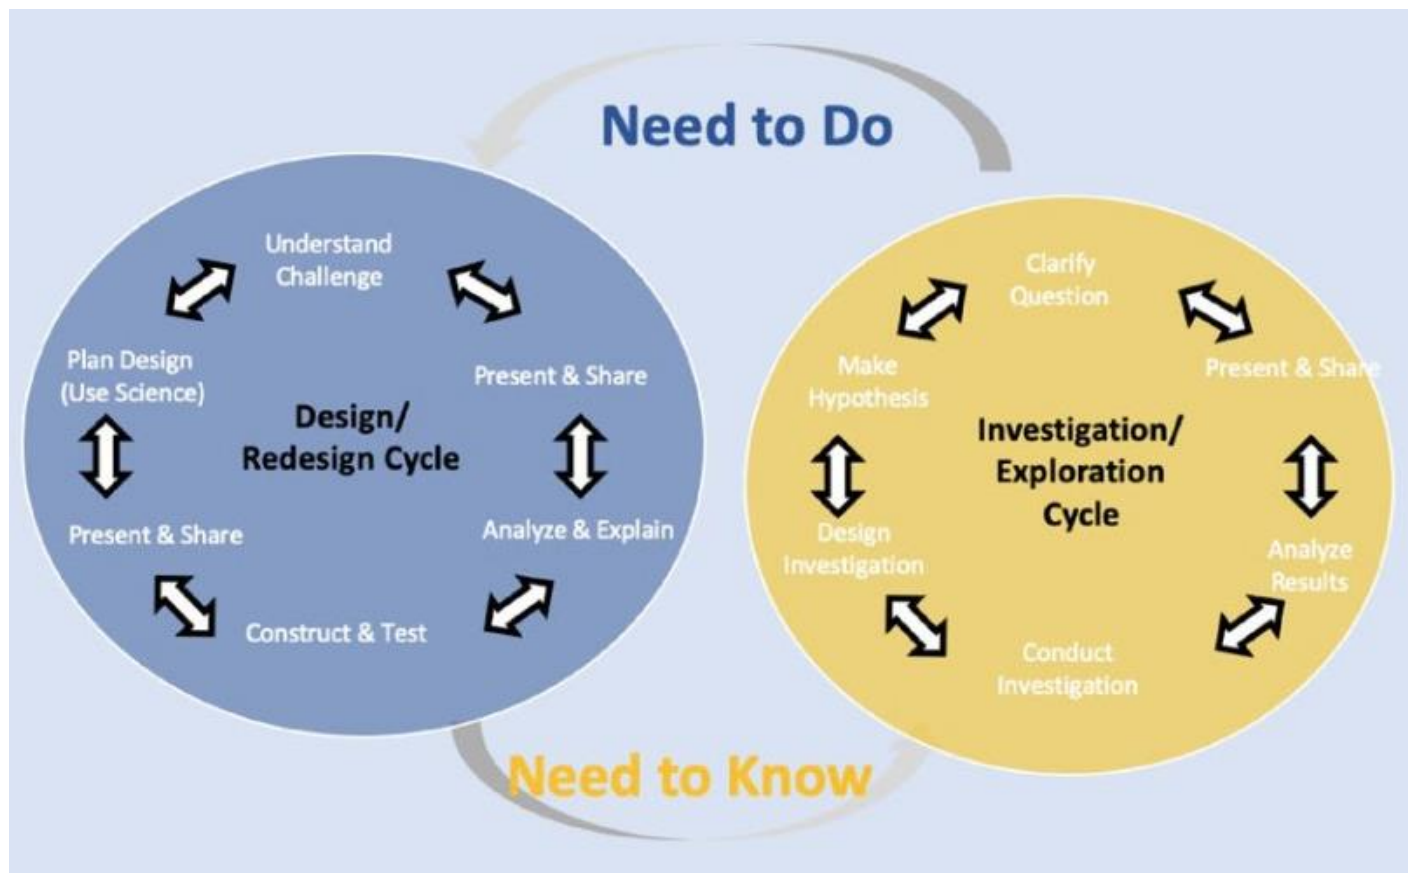 Need to Do
Understand
Challenge
Plan Design
(Use Science)
Present & Share
Design/
Redesign Cycle
Present & Share
Analyze & Explain
Construct & Test
Clarify
Question
Make
Hypothesis
Present & Share
Investigation/
Exploration
Cycle
Design
Investigation
Analyze
Results
Conduct
Investigation
Need to Know